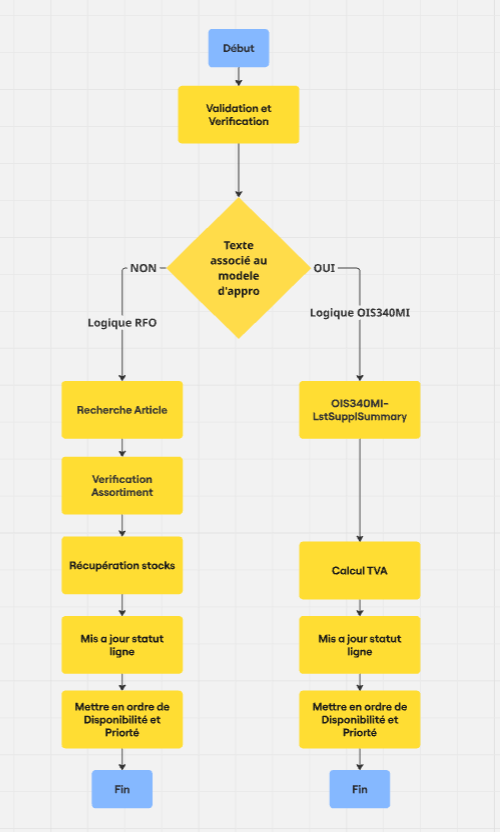 Début
Validation et
Verification
Texte
associé au
modele
d'appro
NON
OUI
Logique RFO
Logique OIS340MI
Recherche Article
OIS340MI-
LstSupplSummary
Verification
Assortiment
Récupération stocks
Calcul TVA
Mis a jour statut
ligne
Mis a jour statut
ligne
Mettre en ordre de
Disponibilité et
Priorté
Mettre en ordre de
Disponibilité et
Priorté
Fin
Fin